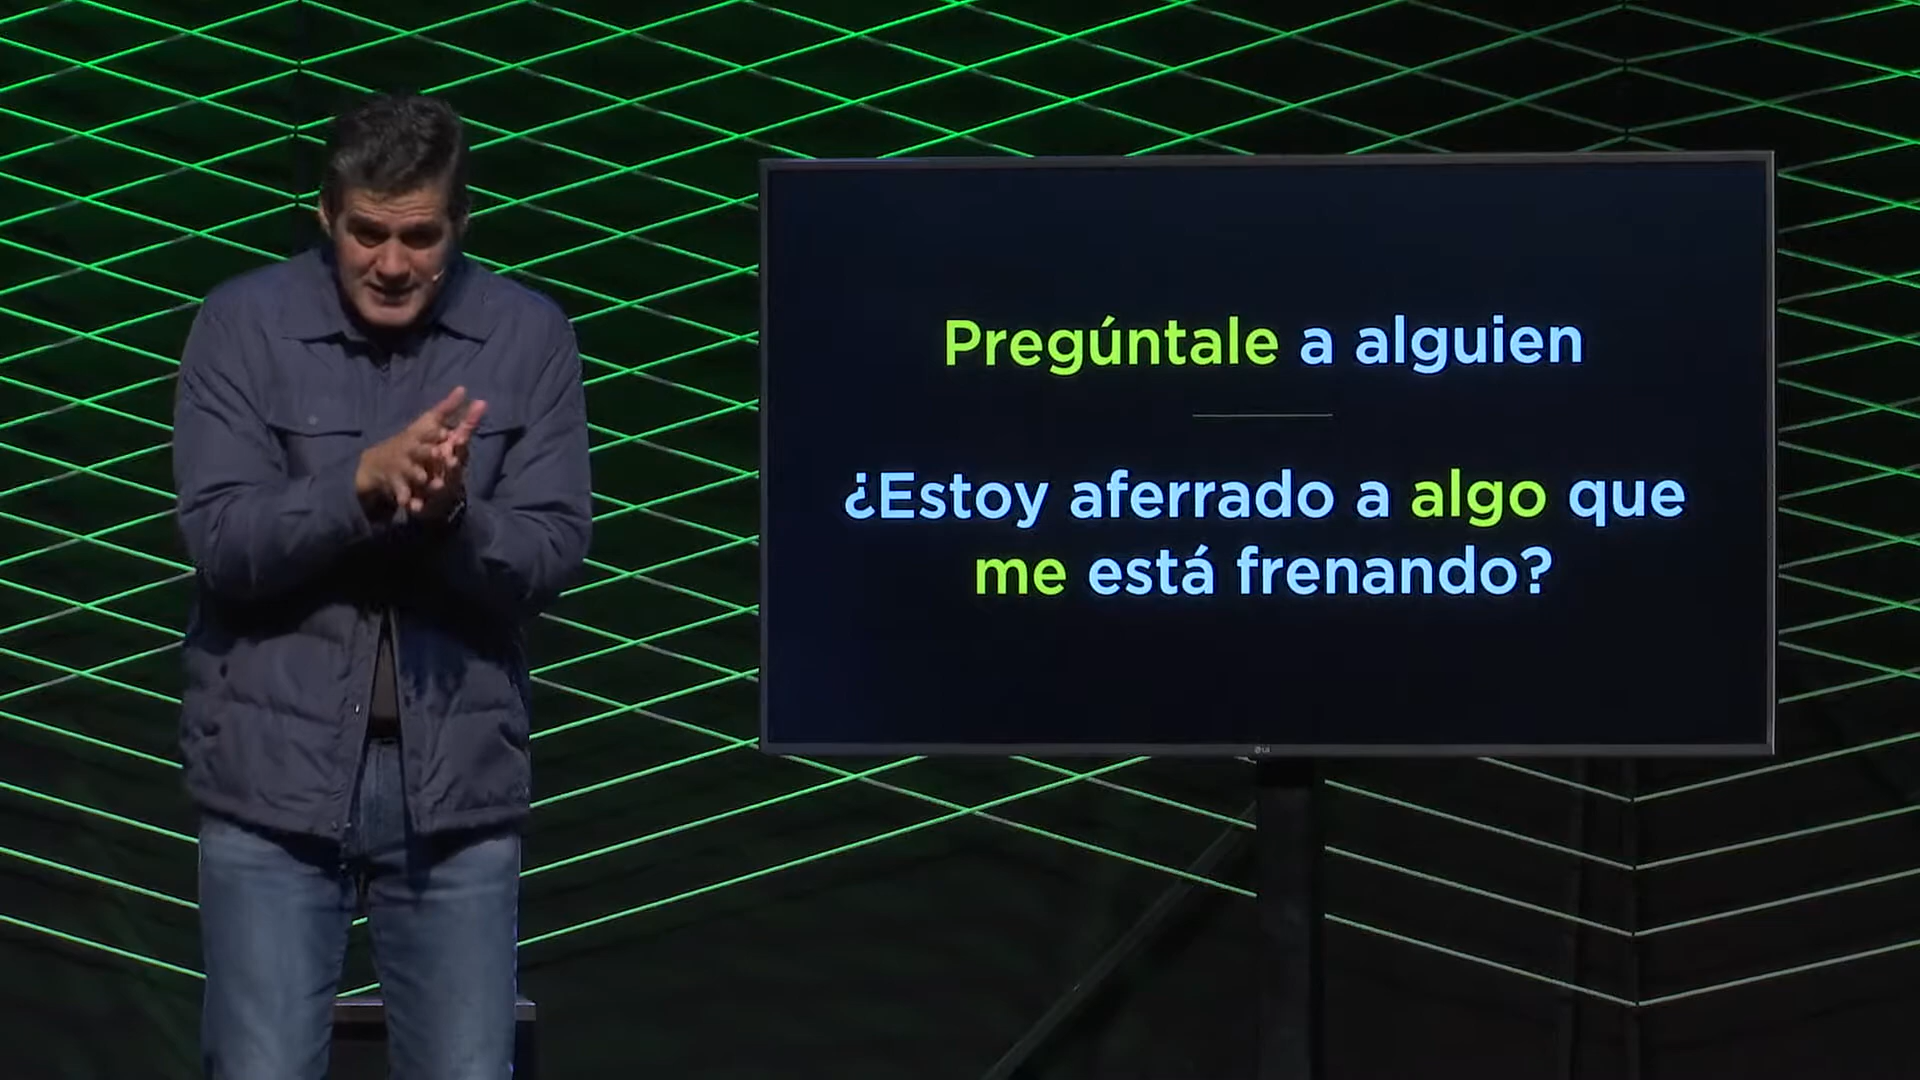 Pregúntale a alguien
¿Estoy aferrado a algo que
me está frenando?